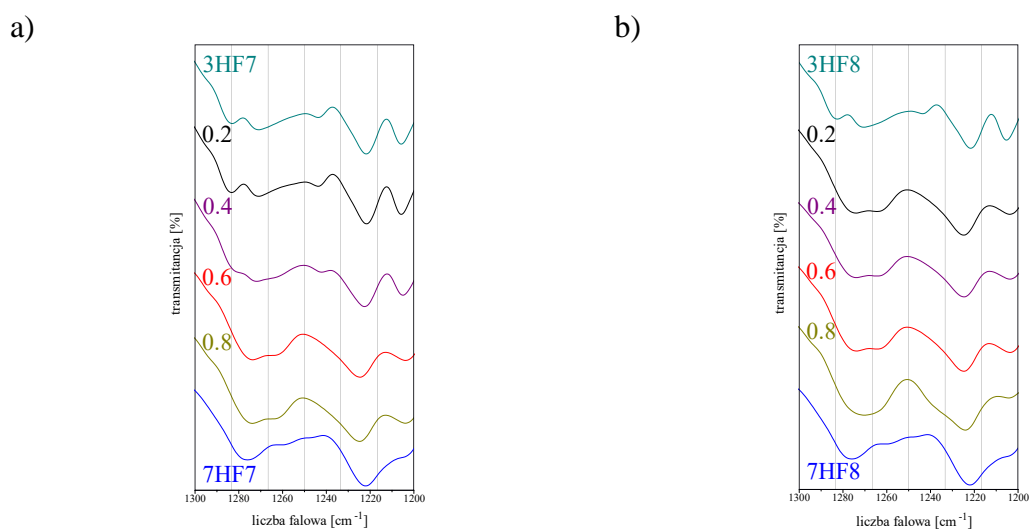 a)
3HF7
0.2
0.4
0.6
0.8
7HF7
transmitancja [%]
1300 1280 1260 1240 1220 1200
liczba falowa [cm⁻¹]
b)
3HF8
0.2
0.4
0.6
0.8
7HF8
transmitancja [%]
1300 1280 1260 1240 1220 1200
liczba falowa [cm⁻¹]